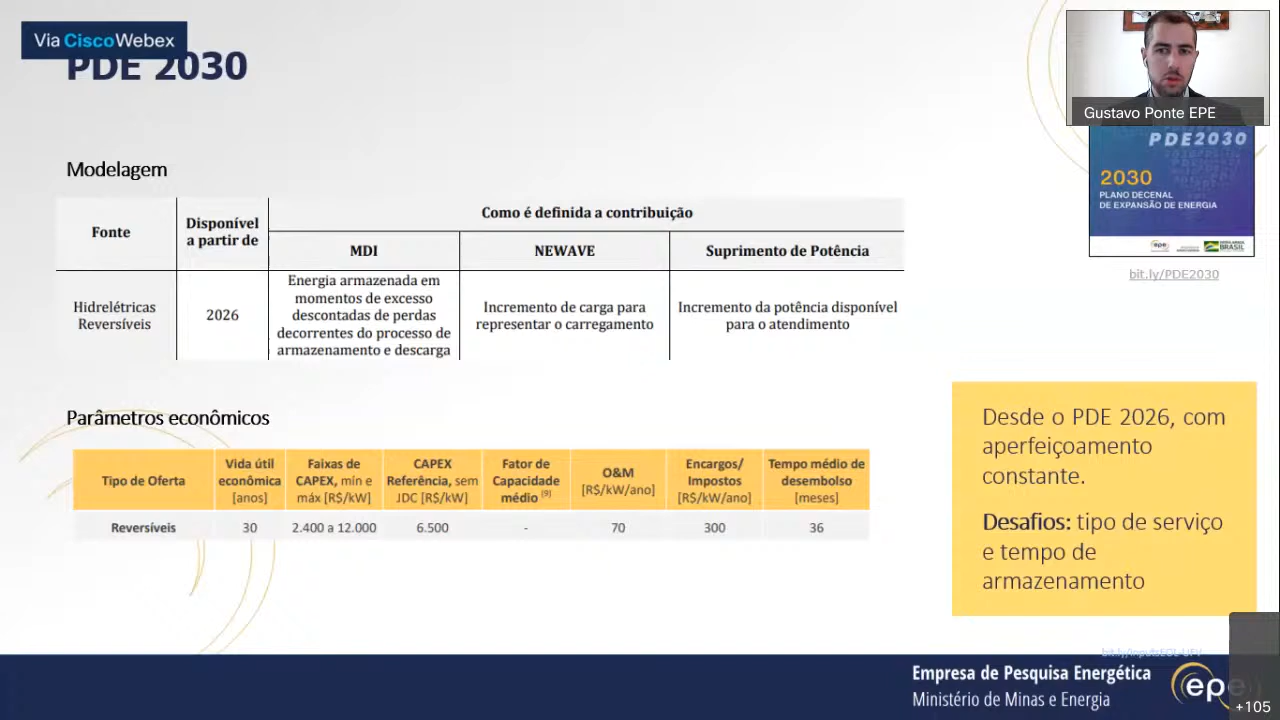 Via CiscoWebex
PDE 2030
Gustavo Ponte EPE
PDE2030
2030
PLANO DECENAL
DE EXPANSÃO DE ENERGIA
epe
BRASIL
bit.ly/PDE2030
Modelagem
Fonte
Disponível
a partir de
Como é definida a contribuição
MDI
NEWAVE
Suprimento de Potência
Hidrelétricas
Reversíveis
2026
Energia armazenada em
momentos de excesso
descontadas de perdas
decorrentes do processo de
armazenamento e descarga
Incremento de carga para
representar o carregamento
Incremento da potência disponível
para o atendimento
Parâmetros econômicos
Tipo de Oferta
Vida útil
econômica
[anos]
Faixas de
CAPEX, mín e
máx [R$/kW]
CAPEX
Referência, sem
JDC [R$/kW]
Fator de
Capacidade
médio (9)
O&M
[R$/kW/ano]
Encargos/
Impostos
[R$/kW/ano]
Tempo médio de
desembolso
[meses]
Reversíveis
30
2.400 a 12.000
6.500
-
70
300
36
Desde o PDE 2026, com
aperfeiçoamento
constante.
Desafios: tipo de serviço
e tempo de
armazenamento
Empresa de Pesquisa Energética
Ministério de Minas e Energia
epe
+105